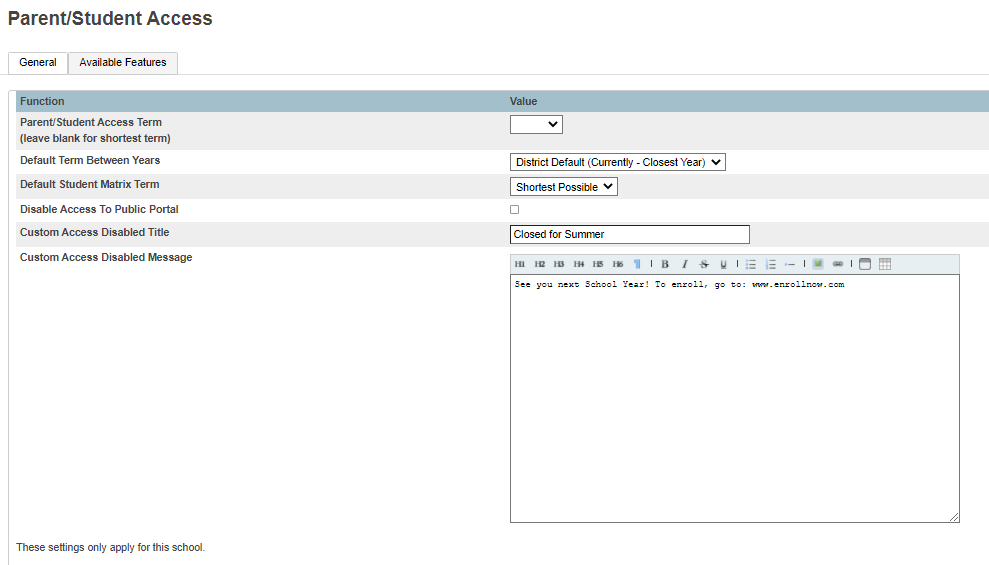 Parent/Student Access
General
Available Features
Function Value
Parent/Student Access Term
(leave blank for shortest term)
Default Term Between Years
District Default (Currently - Closest Year)
Default Student Matrix Term
Shortest Possible
Disable Access To Public Portal
Custom Access Disabled Title
Closed for Summer
Custom Access Disabled Message
H1 H2 H3 H4 H5 H6 ¶ B I S U
See you next School Year! To enroll, go to: www.enrollnow.com
These settings only apply for this school.